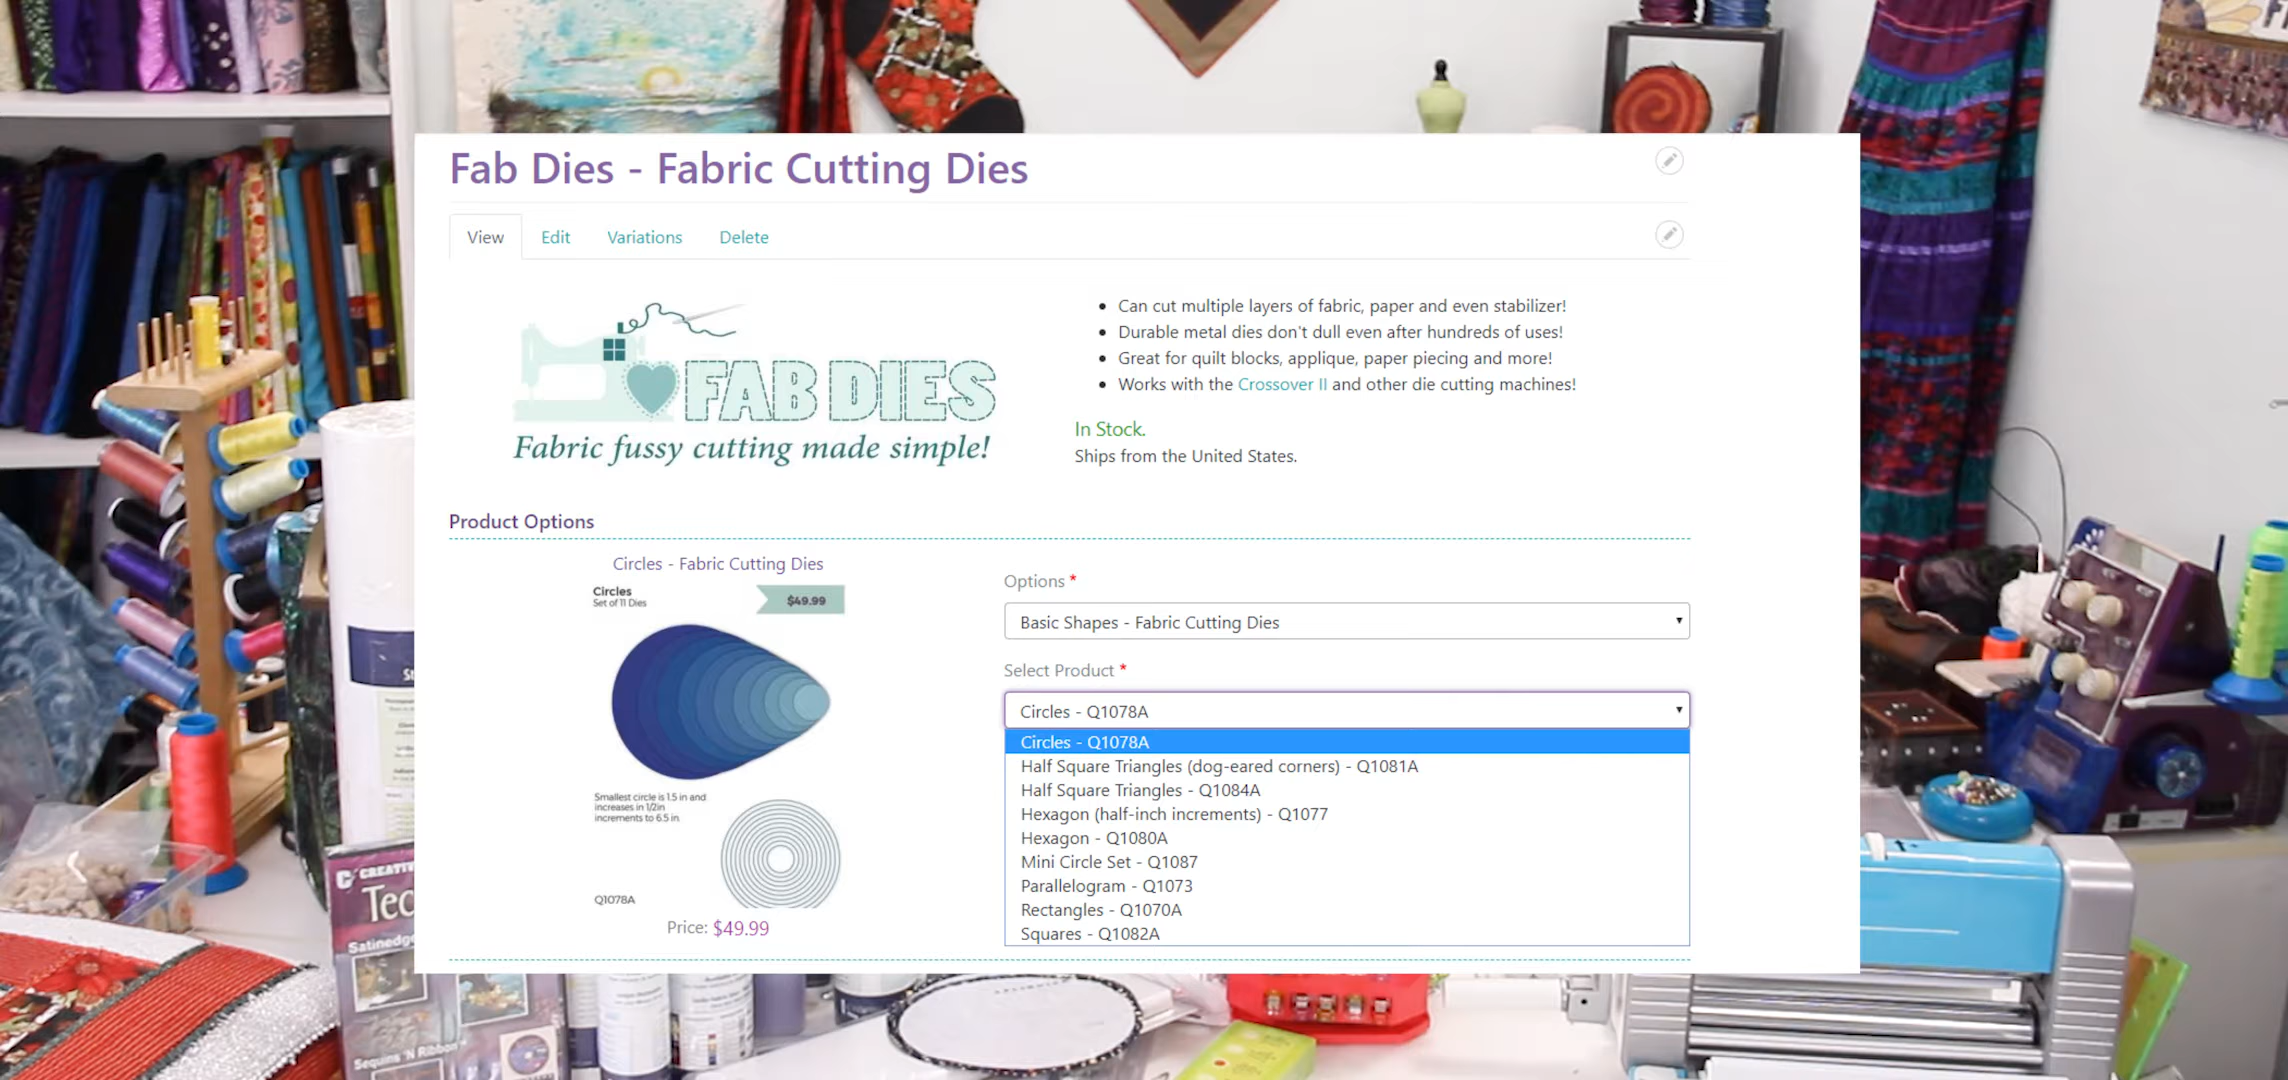 Fab Dies - Fabric Cutting Dies
View Edit Variations Delete
FAB DIES
Fabric fussy cutting made simple!
Can cut multiple layers of fabric, paper and even stabilizer!
Durable metal dies don't dull even after hundreds of uses!
Great for quilt blocks, applique, paper piecing and more!
Works with the Crossover II and other die cutting machines!
In Stock.
Ships from the United States.
Product Options
Circles - Fabric Cutting Dies
Circles
Set of 11 Dies
$49.99
Smallest circle is 1.5 in and
increases in 1/2in
increments to 6.5 in.
Q1078A
Price: $49.99
Options *
Basic Shapes - Fabric Cutting Dies
Select Product *
Circles - Q1078A
Circles - Q1078A
Half Square Triangles (dog-eared corners) - Q1081A
Half Square Triangles - Q1084A
Hexagon (half-inch increments) - Q1077
Hexagon - Q1080A
Mini Circle Set - Q1087
Parallelogram - Q1073
Rectangles - Q1070A
Squares - Q1082A
St
CREATIV
Tec
Satinedge
Sequins 'N Ribbon